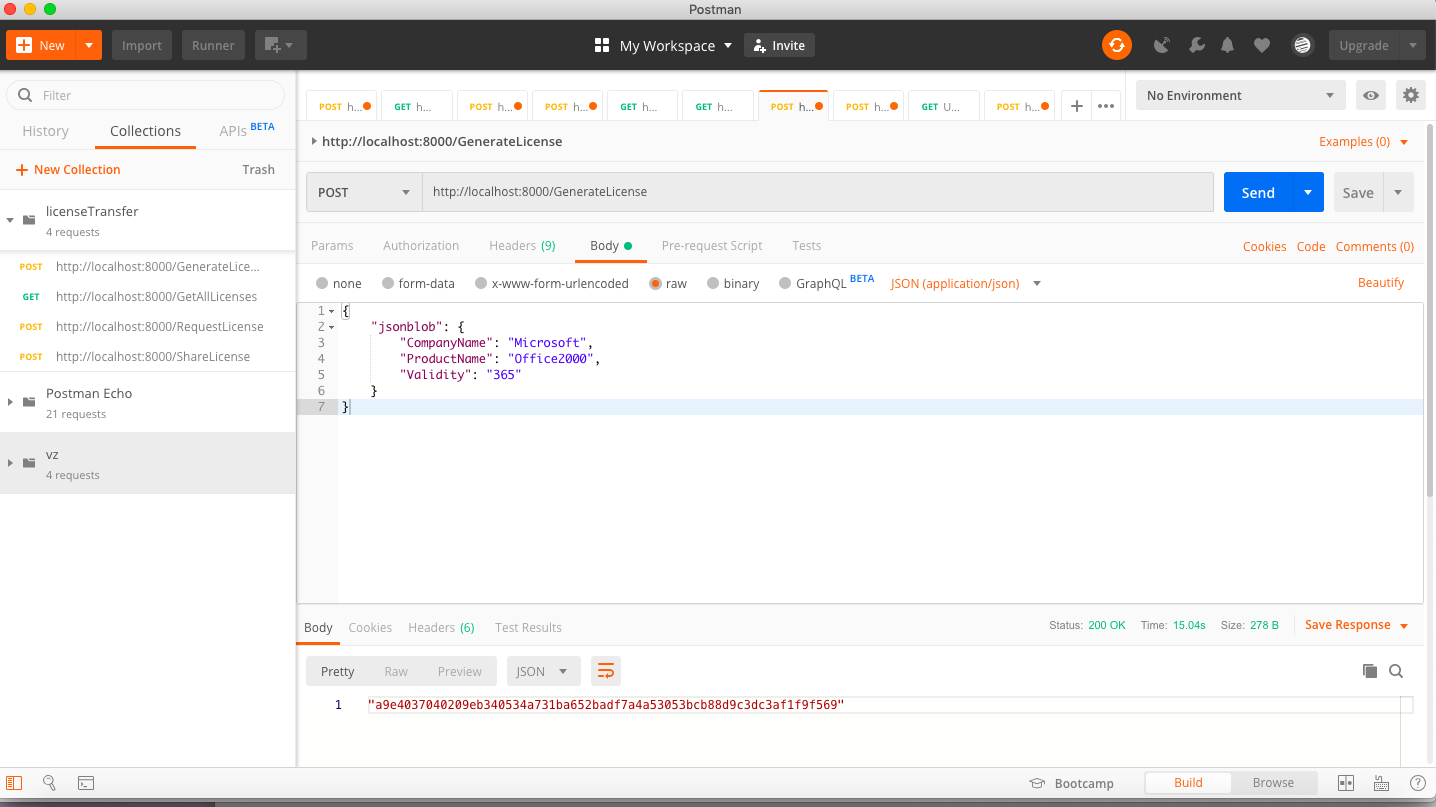 Postman
New
Import
Runner
My Workspace
Invite
Upgrade
Filter
History
Collections
APIs BETA
New Collection
Trash
licenseTransfer
4 requests
POST http://localhost:8000/GenerateLice...
GET http://localhost:8000/GetAllLicenses
POST http://localhost:8000/RequestLicense
POST http://localhost:8000/ShareLicense
Postman Echo
21 requests
vz
4 requests
POST h...
GET h...
POST h...
POST h...
GET h...
GET h...
POST h...
POST h...
GET U...
POST h...
No Environment
http://localhost:8000/GenerateLicense
Examples (0)
POST
http://localhost:8000/GenerateLicense
Send
Save
Params
Authorization
Headers (9)
Body
Pre-request Script
Tests
Cookies
Code
Comments (0)
none
form-data
x-www-form-urlencoded
raw
binary
GraphQL BETA
JSON (application/json)
Beautify
1 {
2 "jsonblob": {
3 "CompanyName": "Microsoft",
4 "ProductName": "Office2000",
5 "Validity": "365"
6 }
7 }
Body
Cookies
Headers (6)
Test Results
Status: 200 OK
Time: 15.04s
Size: 278 B
Save Response
Pretty
Raw
Preview
JSON
1 "a9e4037040209eb340534a731ba652badf7a4a53053bcb88d9c3dc3af1f9f569"
Bootcamp
Build
Browse